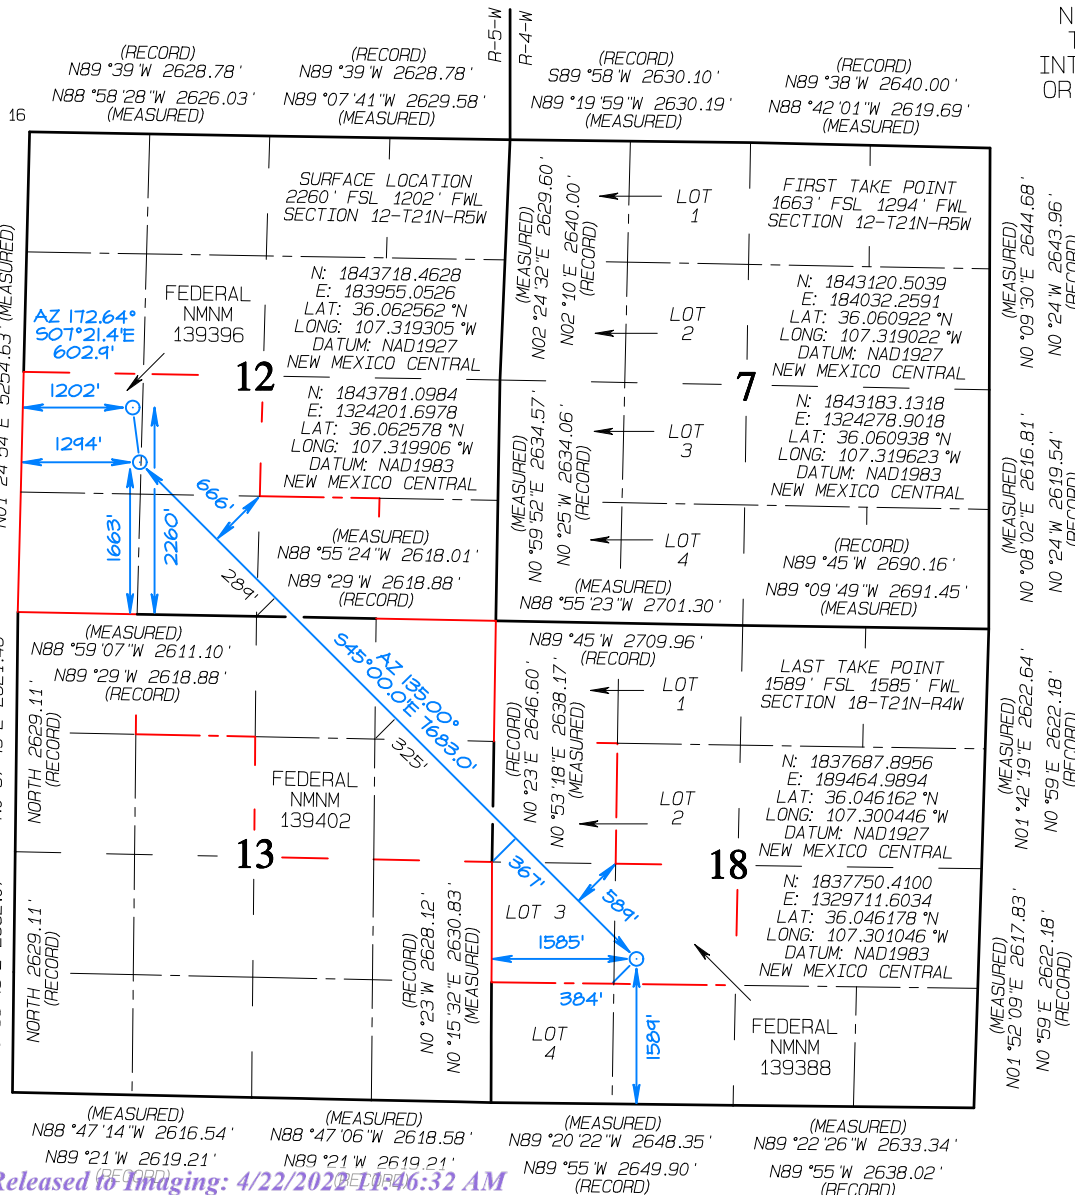 R-5-W
R-4-W
N
T
INT
OR
16
(RECORD)
N89°39'W 2628.78'
N88°58'28"W 2626.03'
(MEASURED)
(RECORD)
N89°39'W 2628.78'
N89°07'41"W 2629.58'
(MEASURED)
(RECORD)
S89°58'W 2630.10'
N89°19'59"W 2630.19'
(MEASURED)
(RECORD)
N89°38'W 2640.00'
N88°42'01"W 2619.69'
(MEASURED)
SURFACE LOCATION
2260' FSL 1202' FWL
SECTION 12-T21N-R5W
N: 1843718.4628
E: 183955.0526
LAT: 36.062562°N
LONG: 107.319305°W
DATUM: NAD1927
NEW MEXICO CENTRAL
N: 1843781.0984
E: 1324201.6978
LAT: 36.062578°N
LONG: 107.319906°W
DATUM: NAD1983
NEW MEXICO CENTRAL
FEDERAL
NMNM
139396
AZ 172.64°
S07°21.4'E
602.9'
12
1202'
1294'
1663'
2260'
666'
289'
(MEASURED)
N88°55'24"W 2618.01'
N89°29'W 2618.88'
(RECORD)
(MEASURED)
N02°24'32"E 2629.60'
N02°10'E 2640.00'
(RECORD)
(MEASURED)
N0°59'52"E 2634.57'
N0°25'W 2634.06'
(RECORD)
LOT
1
LOT
2
LOT
3
LOT
4
7
FIRST TAKE POINT
1663' FSL 1294' FWL
SECTION 12-T21N-R5W
N: 1843120.5039
E: 184032.2591
LAT: 36.060922°N
LONG: 107.319022°W
DATUM: NAD1927
NEW MEXICO CENTRAL
N: 1843183.1318
E: 1324278.9018
LAT: 36.060938°N
LONG: 107.319623°W
DATUM: NAD1983
NEW MEXICO CENTRAL
(MEASURED)
N88°55'23"W 2701.30'
N89°45'W 2709.96'
(RECORD)
(RECORD)
N89°45'W 2690.16'
N89°09'49"W 2691.45'
(MEASURED)
(MEASURED)
N0°09'30"E 2644.68'
N0°24'W 2643.96'
(RECORD)
(MEASURED)
N0°08'02"E 2616.81'
N0°24'W 2619.54'
(RECORD)
(MEASURED)
N88°59'07"W 2611.10'
N89°29'W 2618.88'
(RECORD)
NORTH 2629.11'
(RECORD)
NORTH 2629.11'
(RECORD)
FEDERAL
NMNM
139402
13
AZ 135.00°
S45°00.0'E 7683.0'
325'
(RECORD)
N0°23'E 2646.60'
N0°53'18"E 2638.17'
(MEASURED)
(RECORD)
N0°23'W 2628.12'
N0°15'32"E 2630.83'
(MEASURED)
LOT
1
LOT
2
LOT 3
LOT
4
367'
589'
1585'
384'
1589'
18
LAST TAKE POINT
1589' FSL 1585' FWL
SECTION 18-T21N-R4W
N: 1837687.8956
E: 189464.9894
LAT: 36.046162°N
LONG: 107.300446°W
DATUM: NAD1927
NEW MEXICO CENTRAL
N: 1837750.4100
E: 1329711.6034
LAT: 36.046178°N
LONG: 107.301046°W
DATUM: NAD1983
NEW MEXICO CENTRAL
FEDERAL
NMNM
139388
(MEASURED)
N01°42'19"E 2622.64'
N0°59'E 2622.18'
(RECORD)
(MEASURED)
N01°52'09"E 2617.83'
N0°59'E 2622.18'
(RECORD)
(MEASURED)
N88°47'14"W 2616.54'
N89°21'W 2619.21'
(RECORD)
(MEASURED)
N88°47'06"W 2618.58'
N89°21'W 2619.21'
(RECORD)
(MEASURED)
N89°20'22"W 2648.35'
N89°55'W 2649.90'
(RECORD)
(MEASURED)
N89°22'26"W 2633.34'
N89°55'W 2638.02'
(RECORD)
Released to Imaging: 4/22/2022 11:46:32 AM